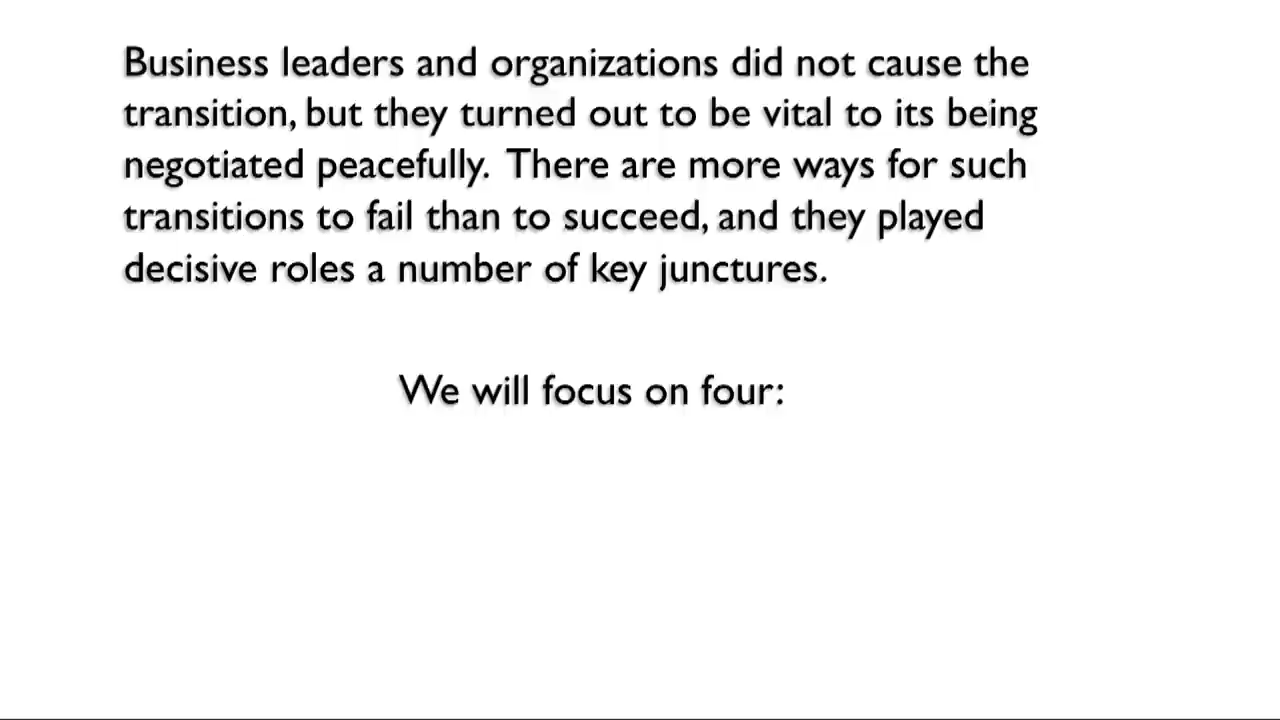 Business leaders and organizations did not cause the
transition, but they turned out to be vital to its being
negotiated peacefully.  There are more ways for such
transitions to fail than to succeed, and they played
decisive roles a number of key junctures.
We will focus on four: